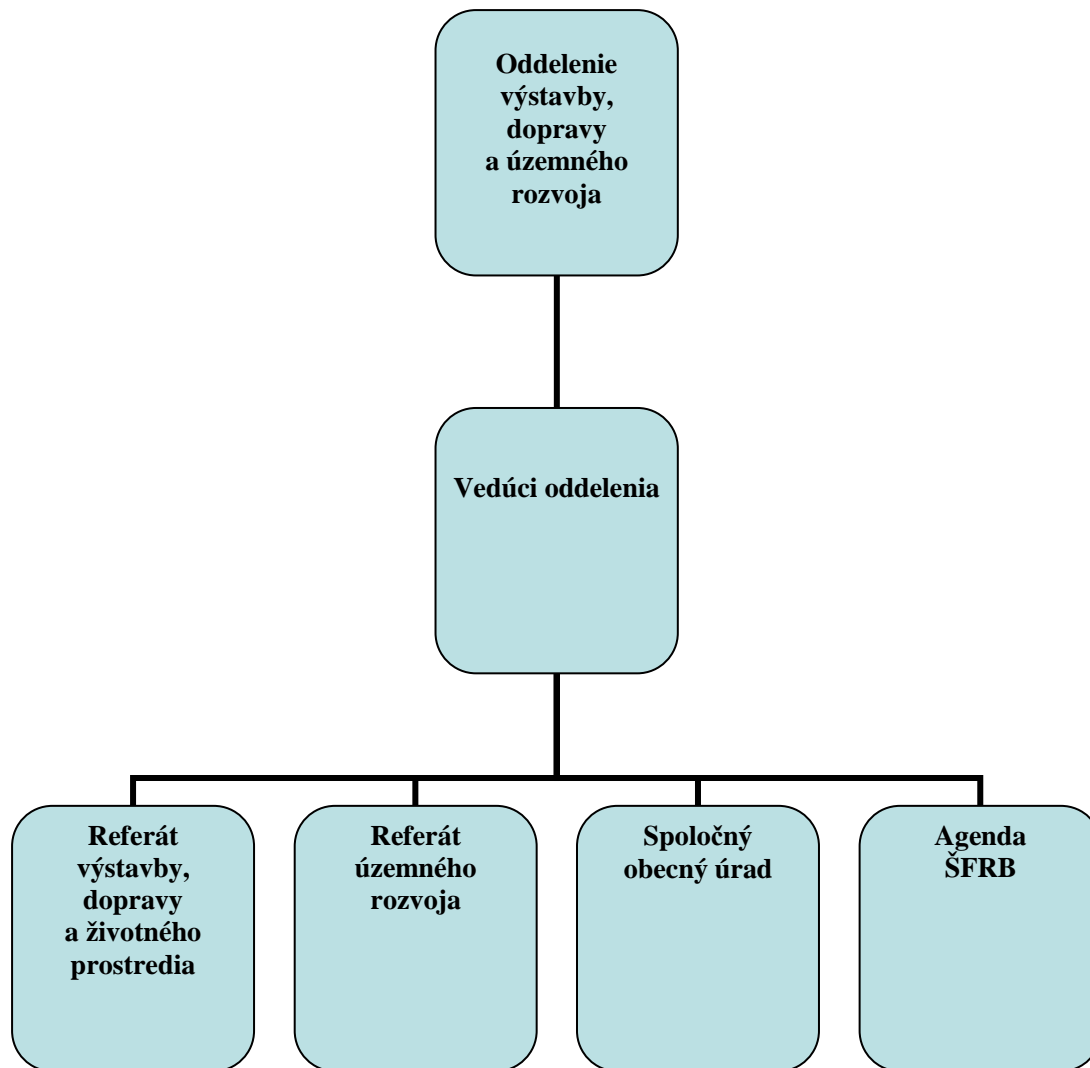 Oddelenie
výstavby,
dopravy
a územného
rozvoja
Vedúci oddelenia
Referát
výstavby,
dopravy
a životného
prostredia
Referát
územného
rozvoja
Spoločný
obecný úrad
Agenda
ŠFRB